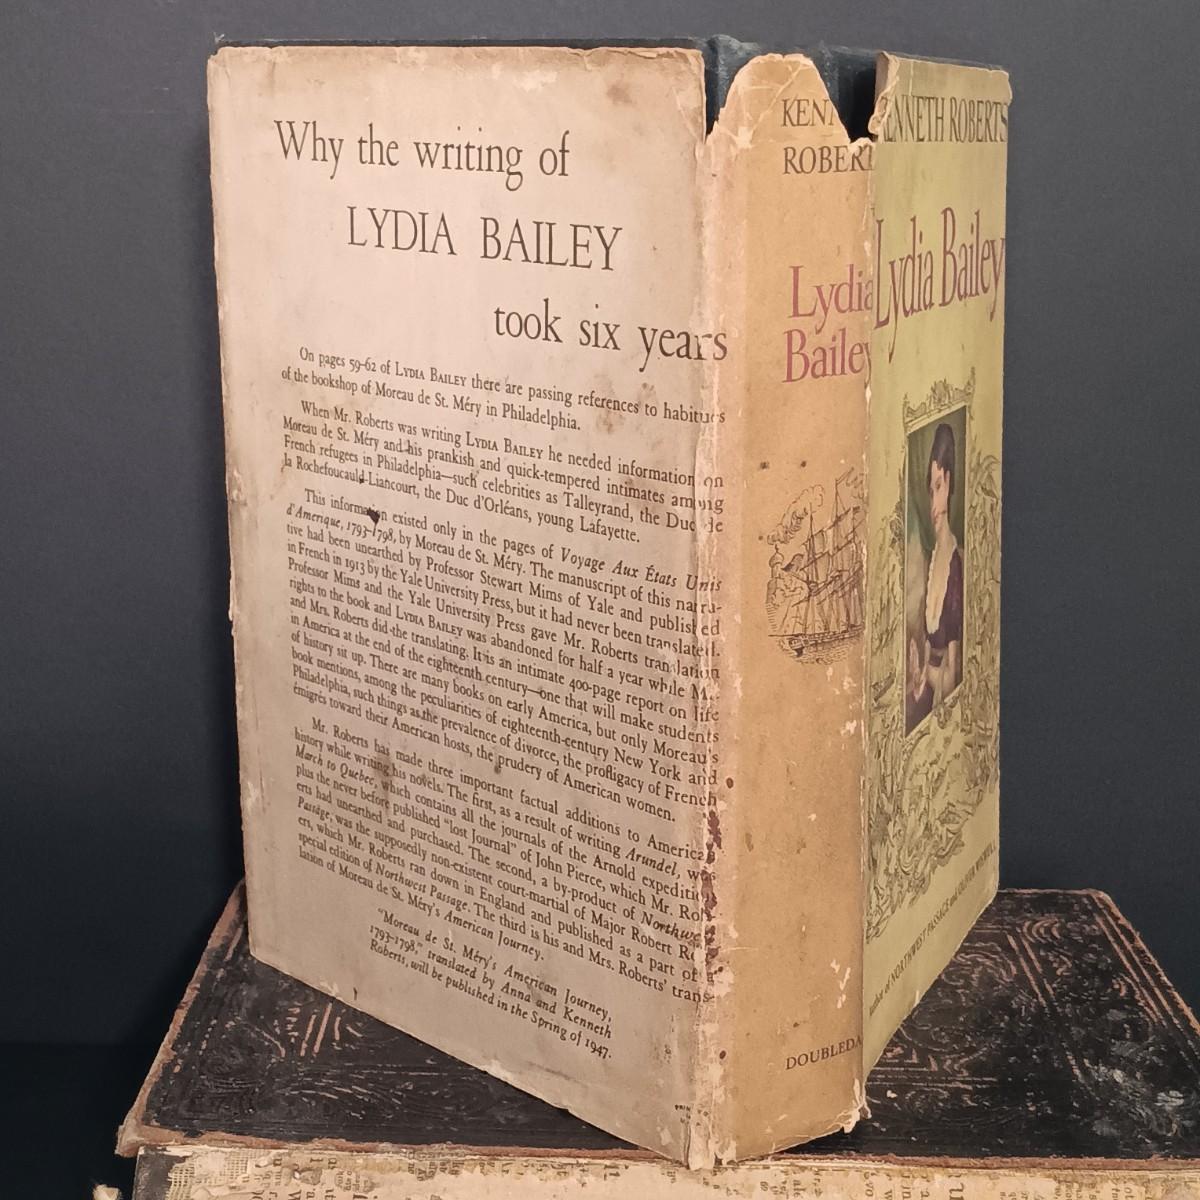 Why the writing of
LYDIA BAILEY
took six years
On pages 59-62 of LYDIA BAILEY there are passing references to habitues
of the bookshop of Moreau de St. Méry in Philadelphia.
When Mr. Roberts was writing LYDIA BAILEY he needed information on
Moreau de St. Méry and his prankish and quick-tempered intimates among
French refugees in Philadelphia—such celebrities as Talleyrand, the Duc de
la Rochefoucauld-Liancourt, the Duc d'Orléans, young Lafayette.
This information existed only in the pages of Voyage Aux États Unis
d'Amerique, 1793-1798, by Moreau de St. Méry. The manuscript of this narra-
tive had been unearthed by Professor Stewart Mims of Yale and published
in French in 1913 by the Yale University Press, but it had never been translated.
Professor Mims and the Yale University Press gave Mr. Roberts translation
rights to the book and LYDIA BAILEY was abandoned for half a year while Mr.
and Mrs. Roberts did the translating. It is an intimate 400-page report on life
in America at the end of the eighteenth century—one that will make students
of history sit up. There are many books on early America, but only Moreau's
book mentions, among the peculiarities of eighteenth-century New York and
Philadelphia, such things as the prevalence of divorce, the profligacy of French
émigrés toward their American hosts, the prudery of American women.
Mr. Roberts has made three important factual additions to America
history while writing his novels. The first, as a result of writing Arundel, was
March to Quebec, which contains all the journals of the Arnold expeditio
plus the never before published "lost Journal" of John Pierce, which Mr. Rob
erts had unearthed and purchased. The second, a by-product of Northwe
Passage, was the supposedly non-existent court-martial of Major Robert Ro
ers, which Mr. Roberts ran down in England and published as a part of a
special edition of Northwest Passage. The third is his and Mrs. Roberts' trans-
lation of Moreau de St. Méry's American Journey.
"Moreau de St. Méry's American Journey,
1793-1798," translated by Anna and Kenneth
Roberts, will be published in the Spring of 1947.
KENN
ROBERT
Lydia
Bailey
DOUBLEDA
KENNETH ROBERTS
Lydia Bailey
Author of NORTHWEST PASSAGE and OLIVER WISWELL